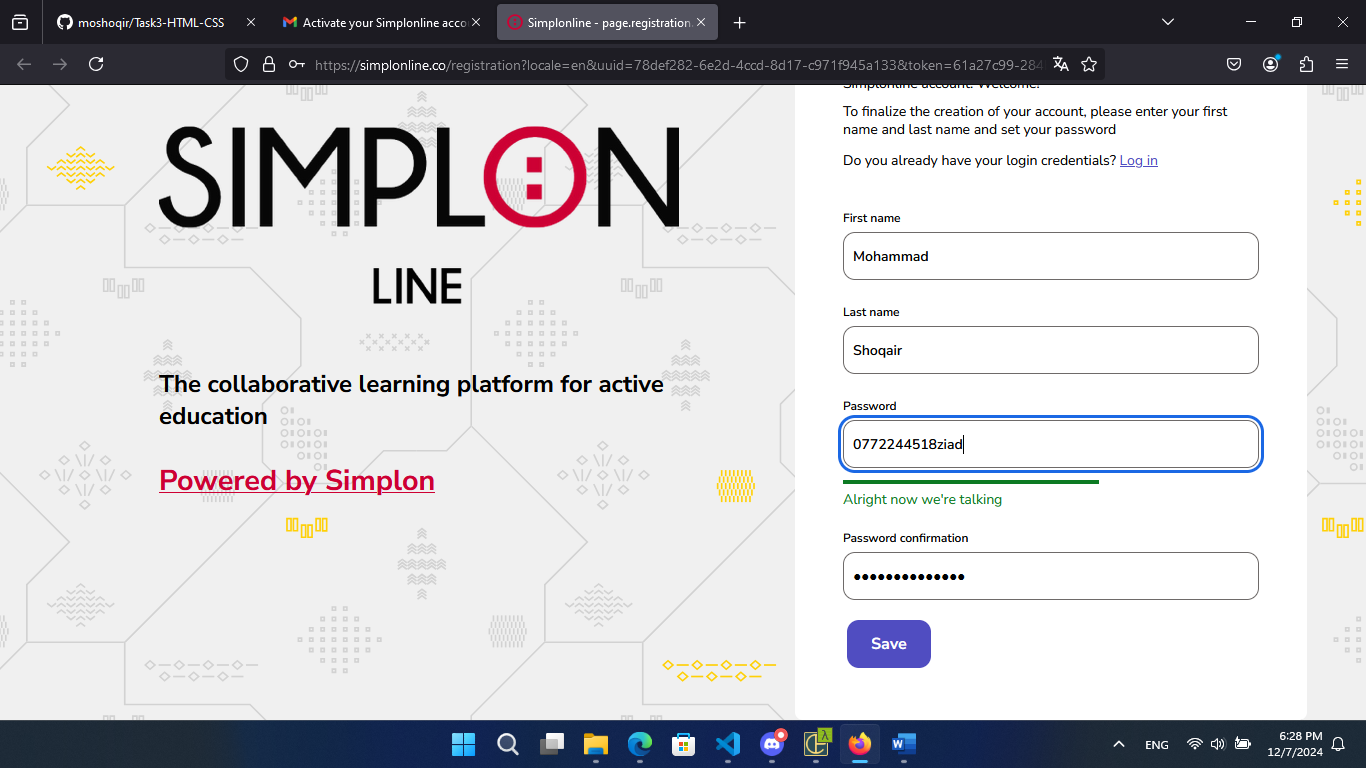 moshoqir/Task3-HTML-CSS
Activate your Simplonline acco
Simplonline - page.registration.
https://simplonline.co/registration?locale=en&uuid=78def282-6e2d-4ccd-8d17-c971f945a133&token=61a27c99-284
SIMPLON
LINE
The collaborative learning platform for active
education
Powered by Simplon
Simplonline account. Welcome!
To finalize the creation of your account, please enter your first
name and last name and set your password
Do you already have your login credentials? Log in
First name
Mohammad
Last name
Shoqair
Password
0772244518ziad
Alright now we're talking
Password confirmation
Save
ENG
6:28 PM
12/7/2024